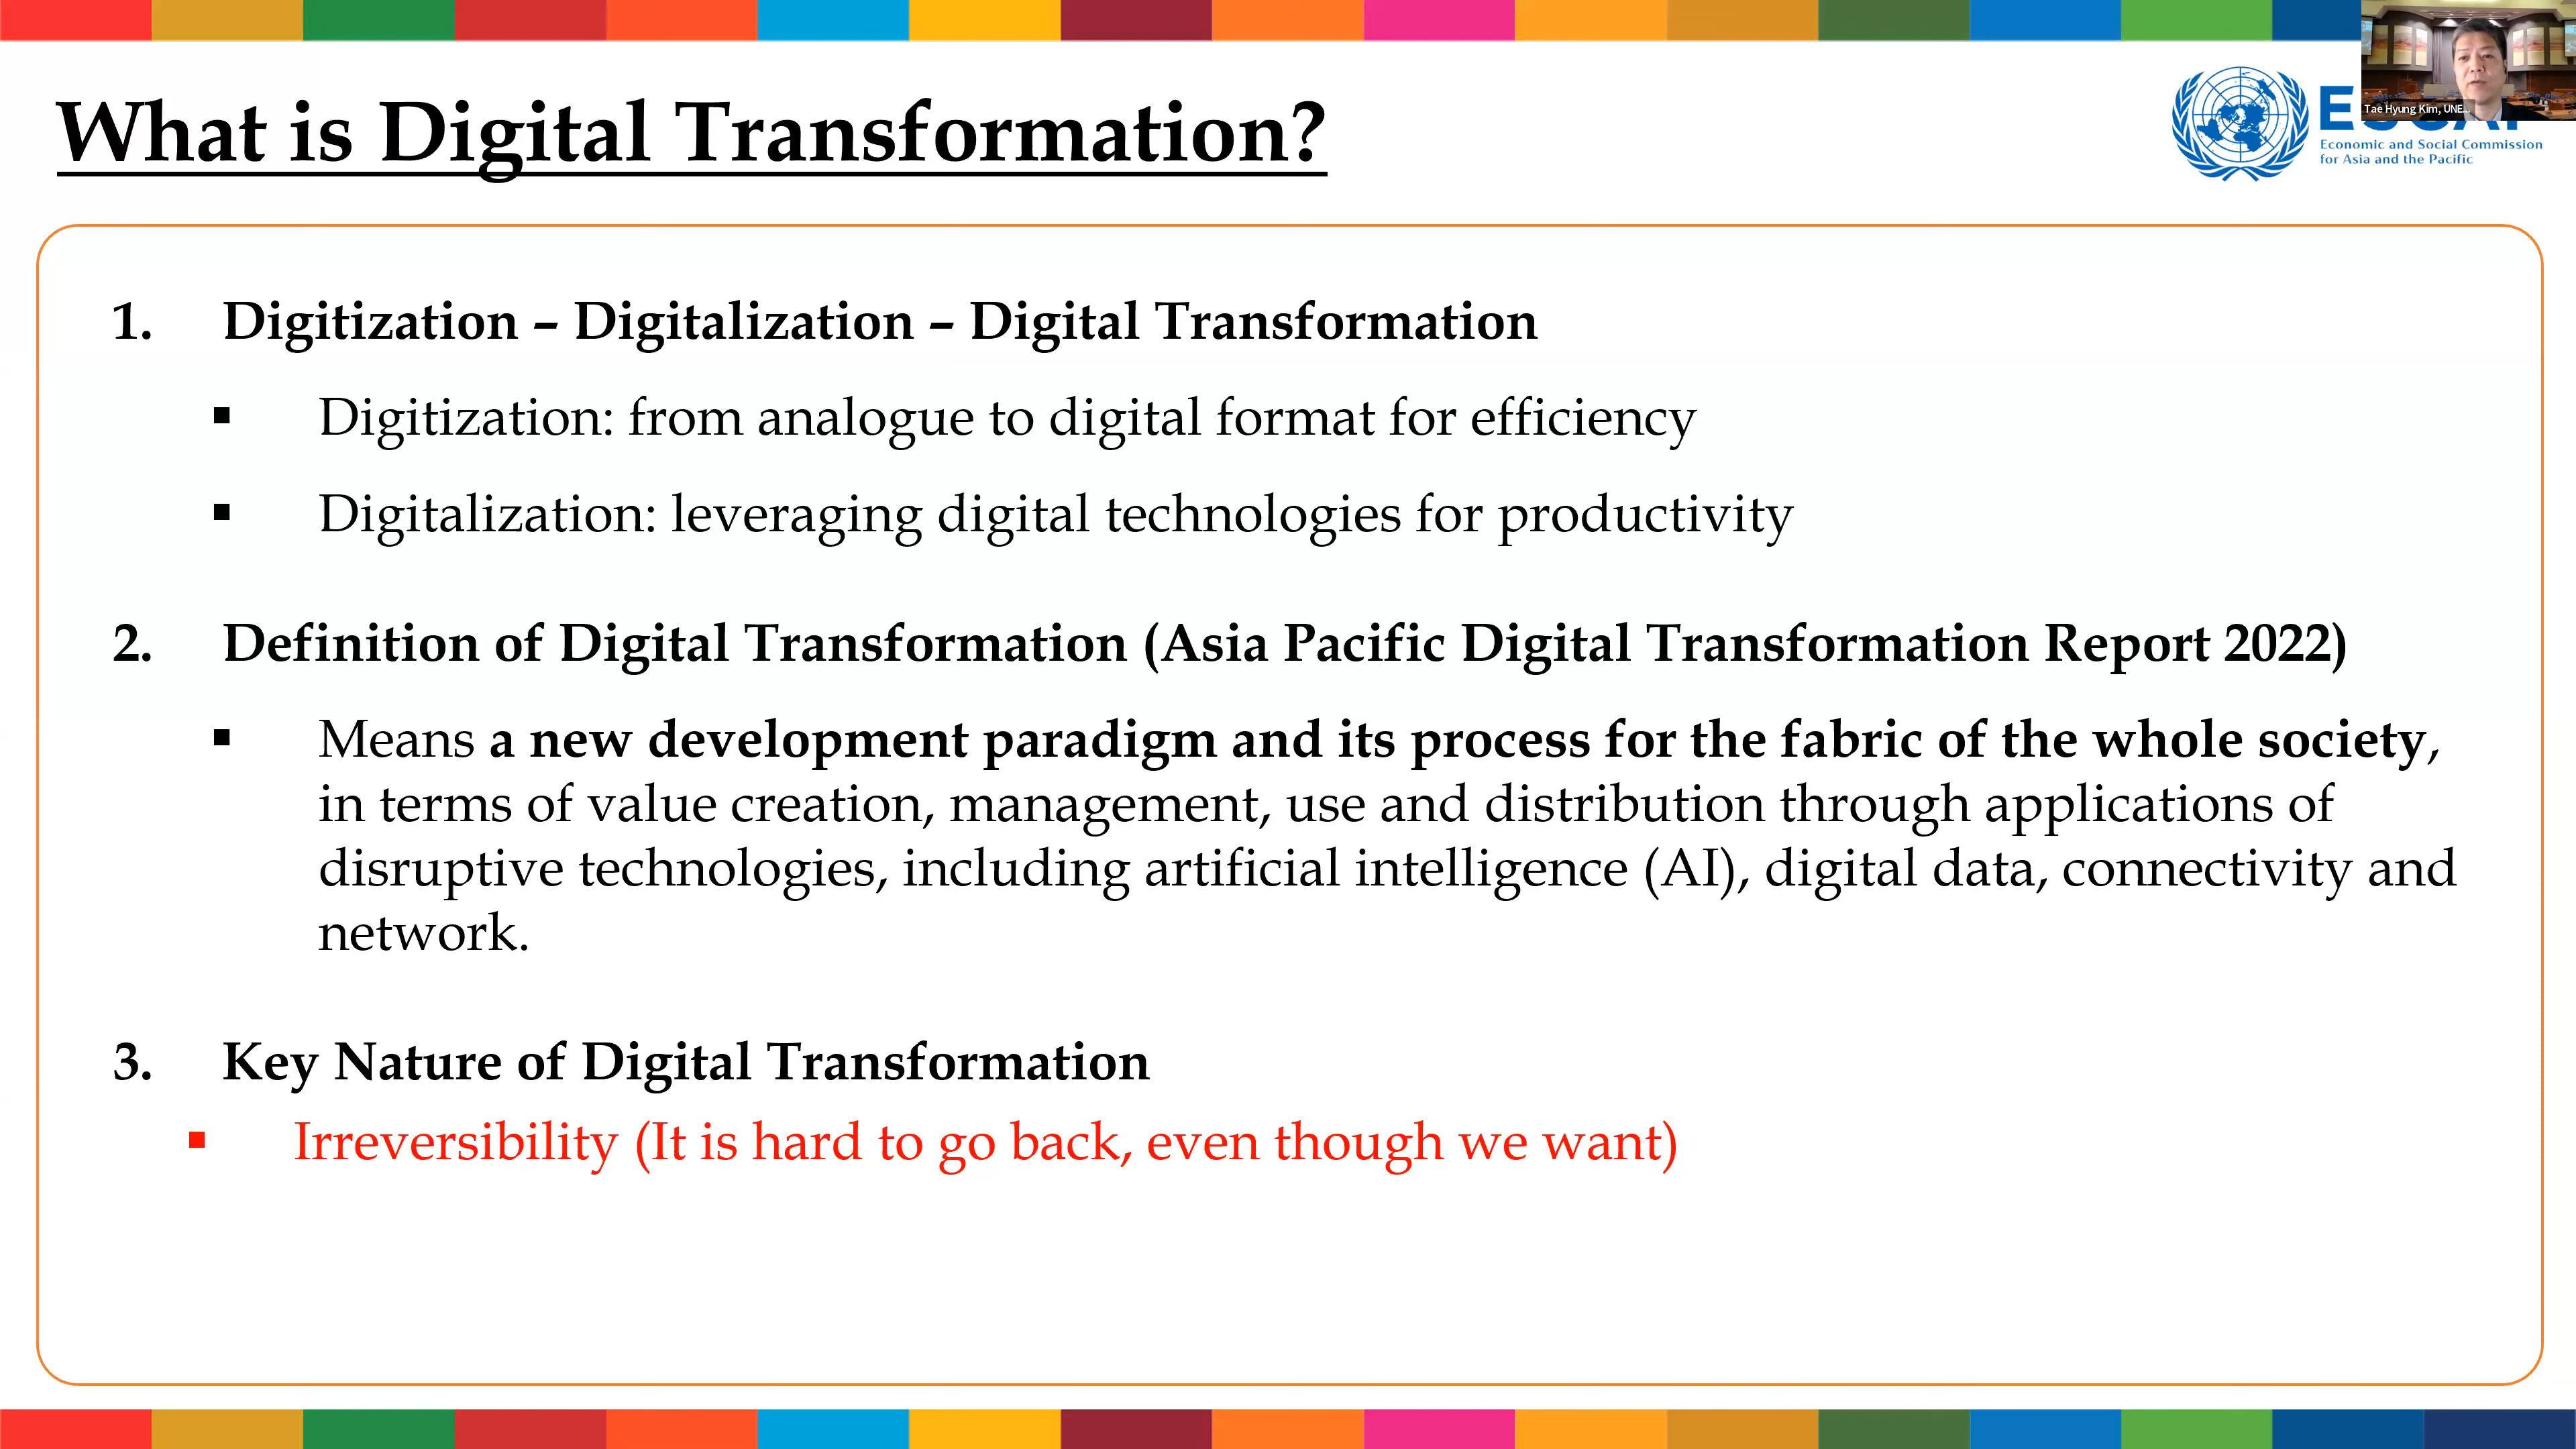 What is Digital Transformation?
Tae Hyung Kim, UNE...
Economic and Social Commission
for Asia and the Pacific
1. Digitization – Digitalization – Digital Transformation
▪ Digitization: from analogue to digital format for efficiency
▪ Digitalization: leveraging digital technologies for productivity
2. Definition of Digital Transformation (Asia Pacific Digital Transformation Report 2022)
▪ Means a new development paradigm and its process for the fabric of the whole society,
in terms of value creation, management, use and distribution through applications of
disruptive technologies, including artificial intelligence (AI), digital data, connectivity and
network.
3. Key Nature of Digital Transformation
▪ Irreversibility (It is hard to go back, even though we want)